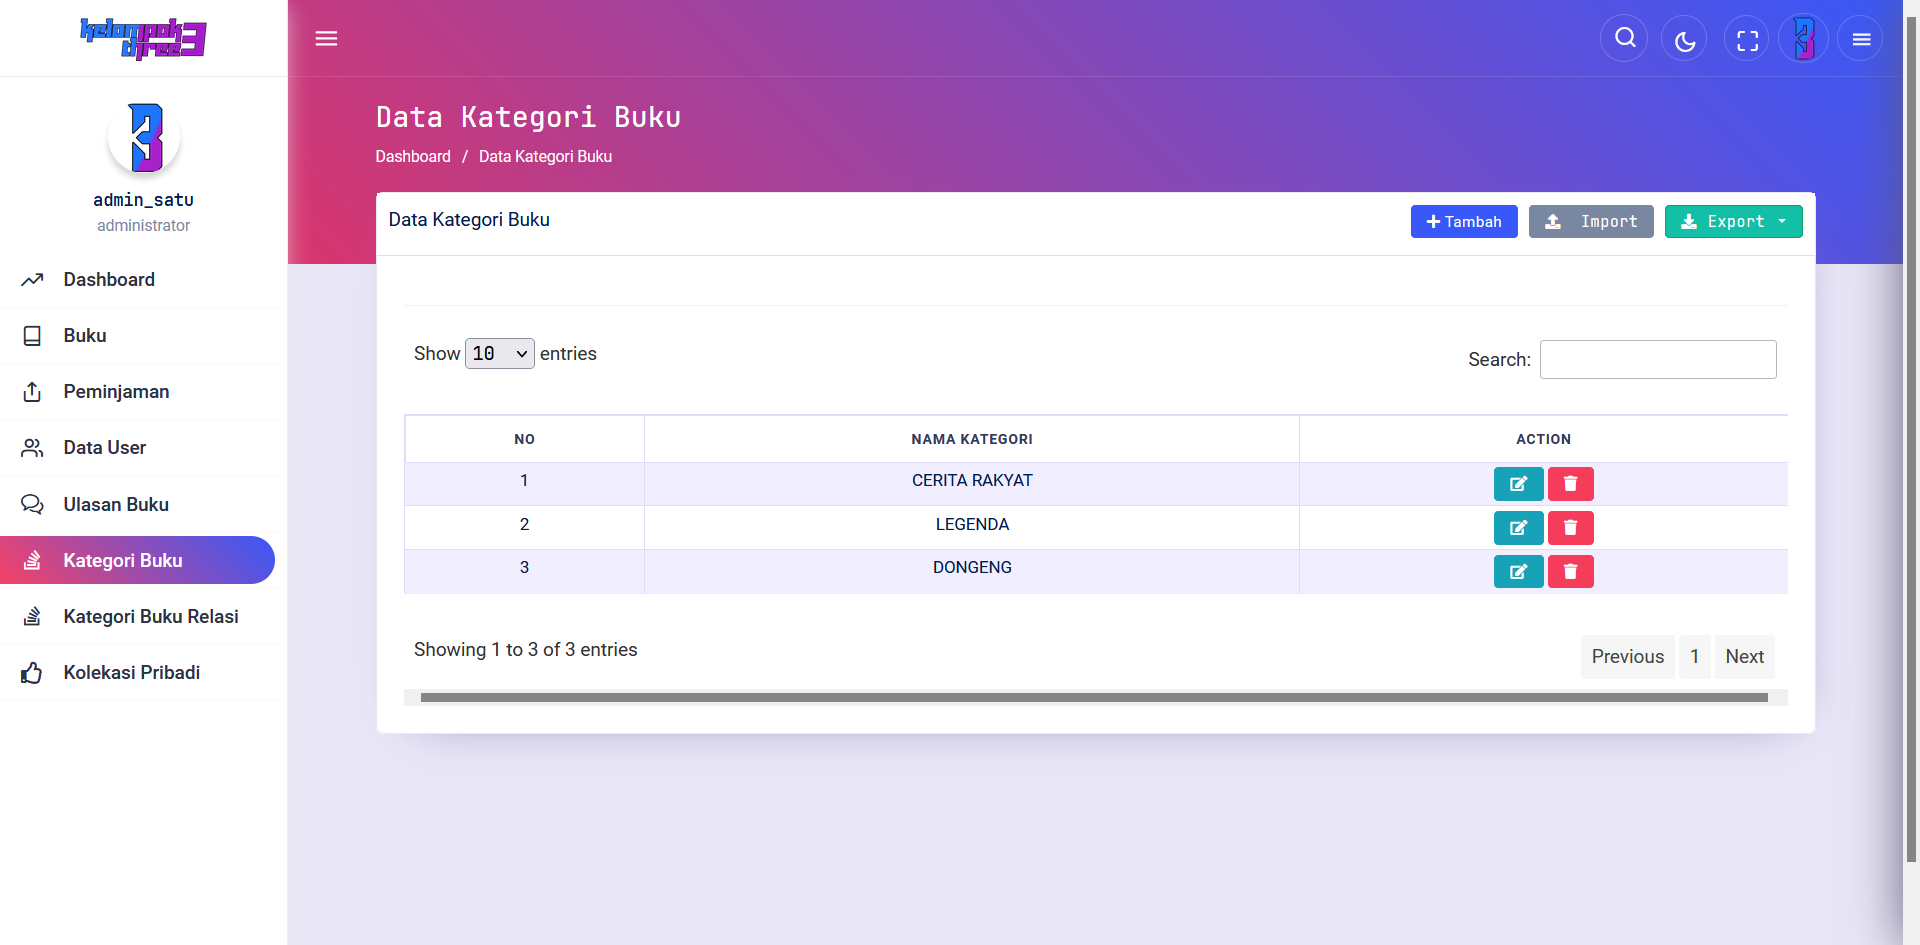 kelompok
three 3
admin_satu
administrator
Dashboard
Buku
Peminjaman
Data User
Ulasan Buku
Kategori Buku
Kategori Buku Relasi
Kolekasi Pribadi
Data Kategori Buku
Dashboard / Data Kategori Buku
Data Kategori Buku
Tambah Import Export
Show 10 entries
Search:
NO NAMA KATEGORI ACTION
1 CERITA RAKYAT
2 LEGENDA
3 DONGENG
Showing 1 to 3 of 3 entries
Previous 1 Next